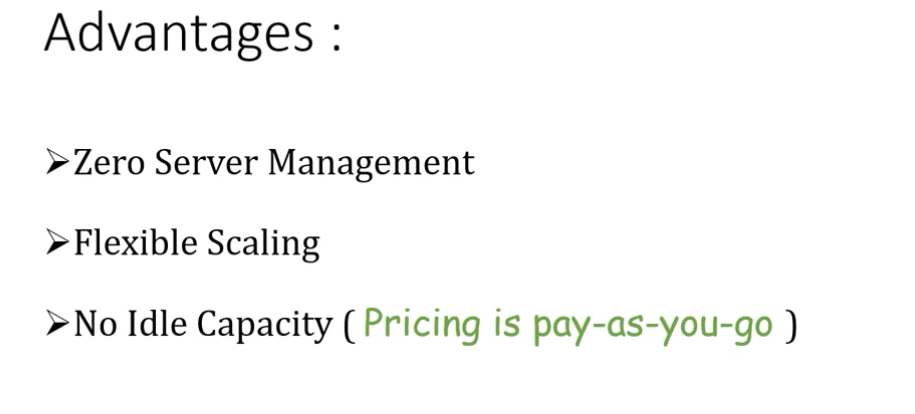 Advantages :
➢Zero Server Management
➢Flexible Scaling
➢No Idle Capacity ( Pricing is pay-as-you-go )